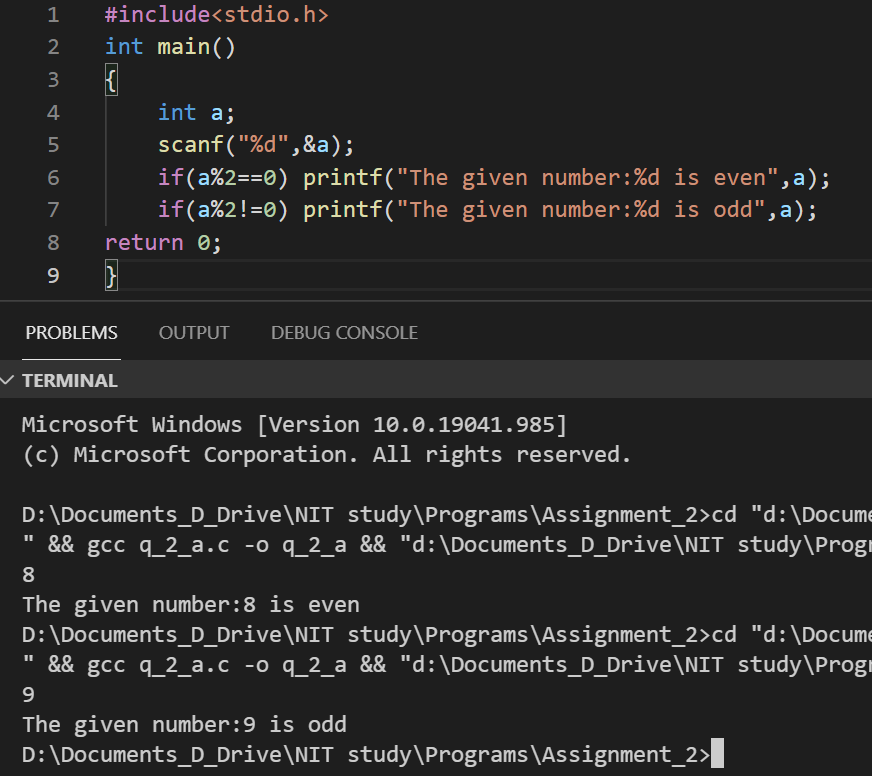 1 #include<stdio.h>
2 int main()
3 {
4     int a;
5     scanf("%d",&a);
6     if(a%2==0) printf("The given number:%d is even",a);
7     if(a%2!=0) printf("The given number:%d is odd",a);
8 return 0;
9 }
PROBLEMS OUTPUT DEBUG CONSOLE
TERMINAL
Microsoft Windows [Version 10.0.19041.985]
(c) Microsoft Corporation. All rights reserved.
D:\Documents_D_Drive\NIT study\Programs\Assignment_2>cd "d:\Docume
" && gcc q_2_a.c -o q_2_a && "d:\Documents_D_Drive\NIT study\Progr
8
The given number:8 is even
D:\Documents_D_Drive\NIT study\Programs\Assignment_2>cd "d:\Docume
" && gcc q_2_a.c -o q_2_a && "d:\Documents_D_Drive\NIT study\Progr
9
The given number:9 is odd
D:\Documents_D_Drive\NIT study\Programs\Assignment_2>